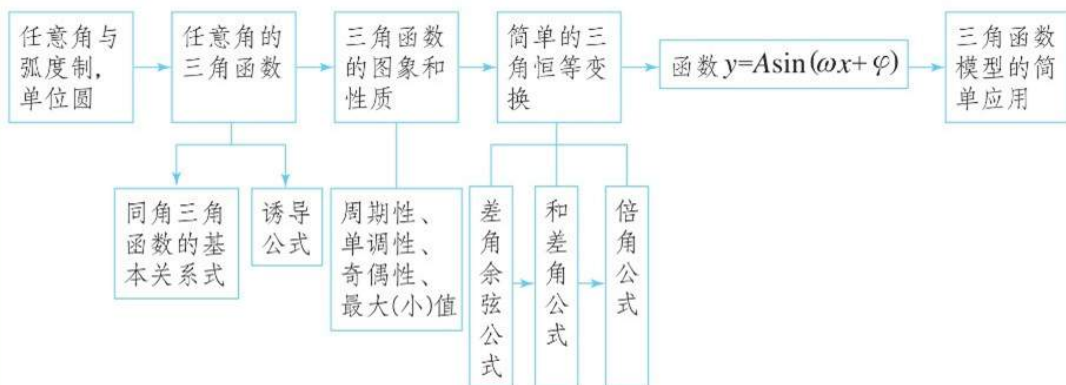 任意角与
弧度制,
单位圆
任意角的
三角函数
三角函数
的图象和
性质
简单的三
角恒等变
换
函数 y=Asin(ωx+φ)
三角函数
模型的简
单应用
同角三角
函数的基
本关系式
诱导
公式
周期性、
单调性、
奇偶性、
最大(小)值
差角余弦公式
和差角公式
倍角公式